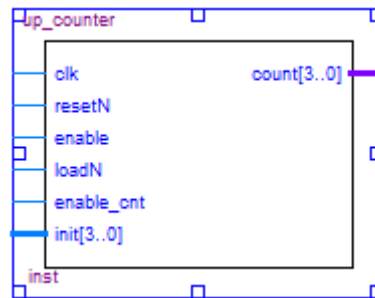 up_counter
clk count[3..0]
resetN
enable
loadN
enable_cnt
init[3..0]
inst